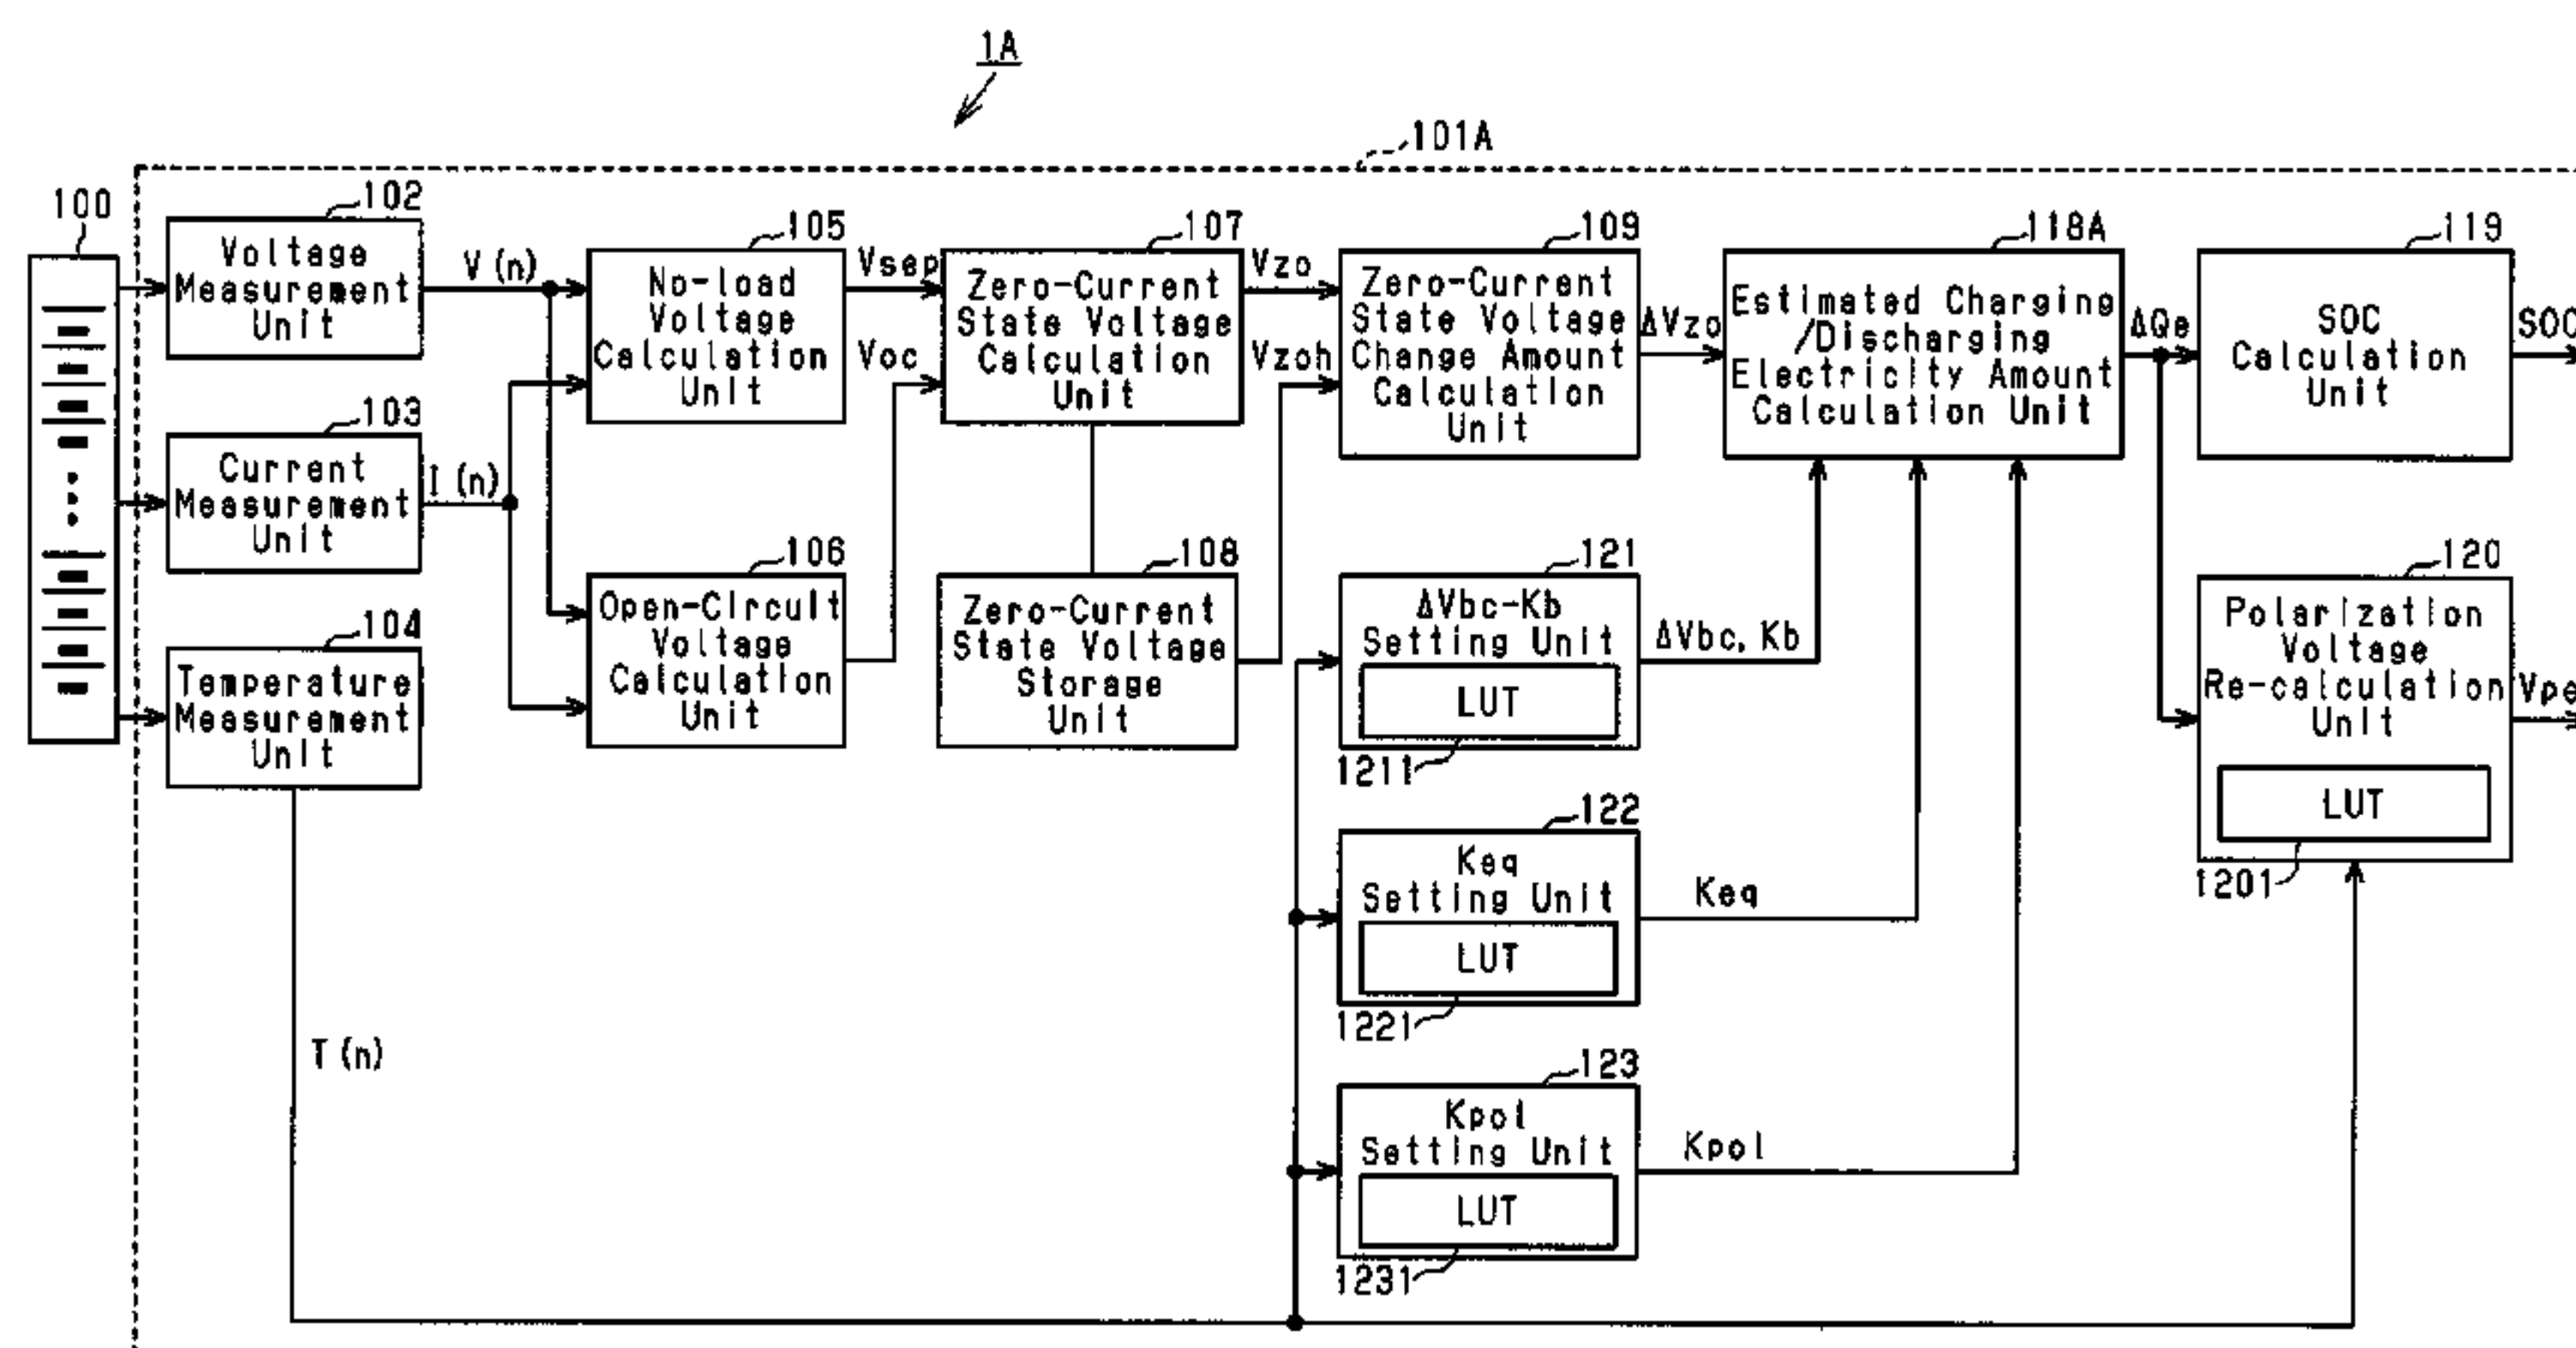 1A
101A
100
102
Voltage
Measurement
Unit
V(n)
103
Current
Measurement
Unit
I(n)
104
Temperature
Measurement
Unit
T(n)
105
No-load
Voltage
Calculation
Unit
Vsep
106
Open-Circuit
Voltage
Calculation
Unit
Voc
107
Zero-Current
State Voltage
Calculation
Unit
Vzo
108
Zero-Current
State Voltage
Storage
Unit
Vzoh
109
Zero-Current
State Voltage
Change Amount
Calculation
Unit
ΔVzo
121
ΔVbc-Kb
Setting Unit
LUT
1211
ΔVbc, Kb
122
Keq
Setting Unit
LUT
1221
Keq
123
Kpol
Setting Unit
LUT
1231
Kpol
118A
Estimated Charging
/Discharging
Electricity Amount
Calculation Unit
ΔQe
119
SOC
Calculation
Unit
SOC
120
Polarization
Voltage
Re-calculation
Unit
LUT
1201
Vpe